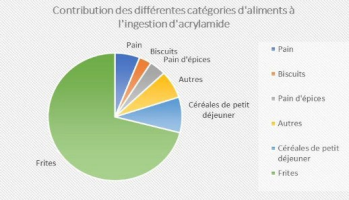 Contribution des différentes catégories d'aliments à
l'ingestion d'acrylamide
Pain
Biscuits
Pain d'épices
Autres
Céréales de petit
déjeuner
Frites
Pain
Biscuits
Pain d'épices
Autres
Céréales de petit
déjeuner
Frites